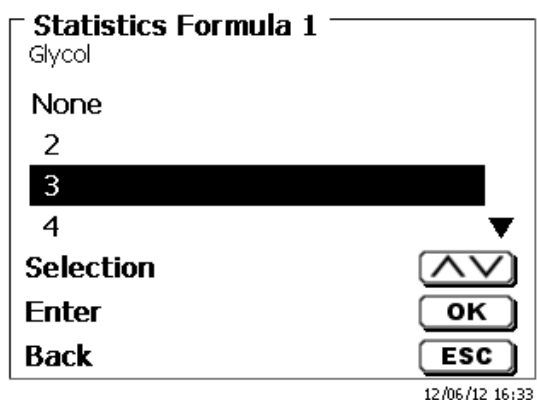 Statistics Formula 1
Glycol
None
2
3
4
Selection
Enter OK
Back ESC
12/06/12 16:33